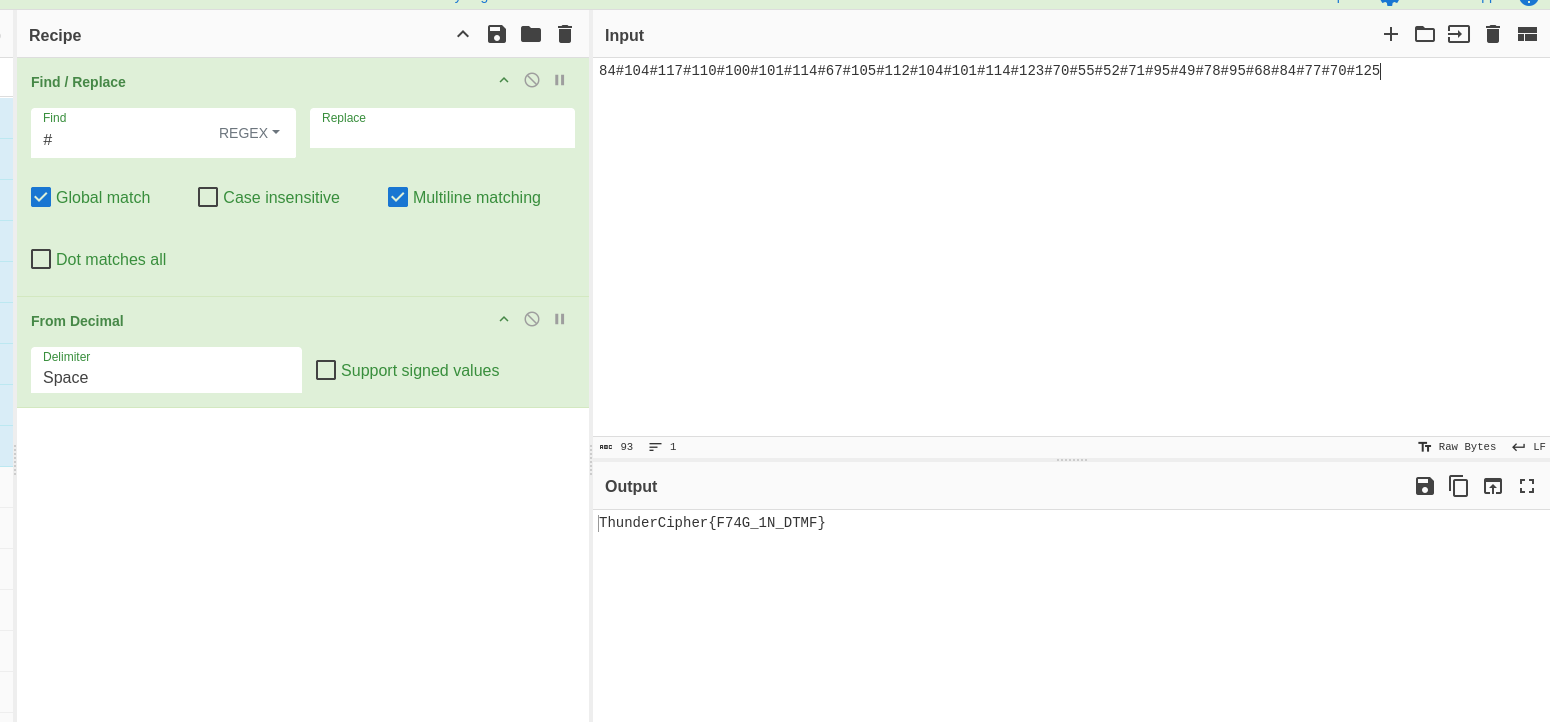 Recipe
Find / Replace
Find
#
REGEX
Replace
Global match
Case insensitive
Multiline matching
Dot matches all
From Decimal
Delimiter
Space
Support signed values
Input
84#104#117#110#100#101#114#67#105#112#104#101#114#123#70#55#52#71#95#49#78#95#68#84#77#70#125
ABC 93 1
Raw Bytes LF
Output
ThunderCipher{F74G_1N_DTMF}